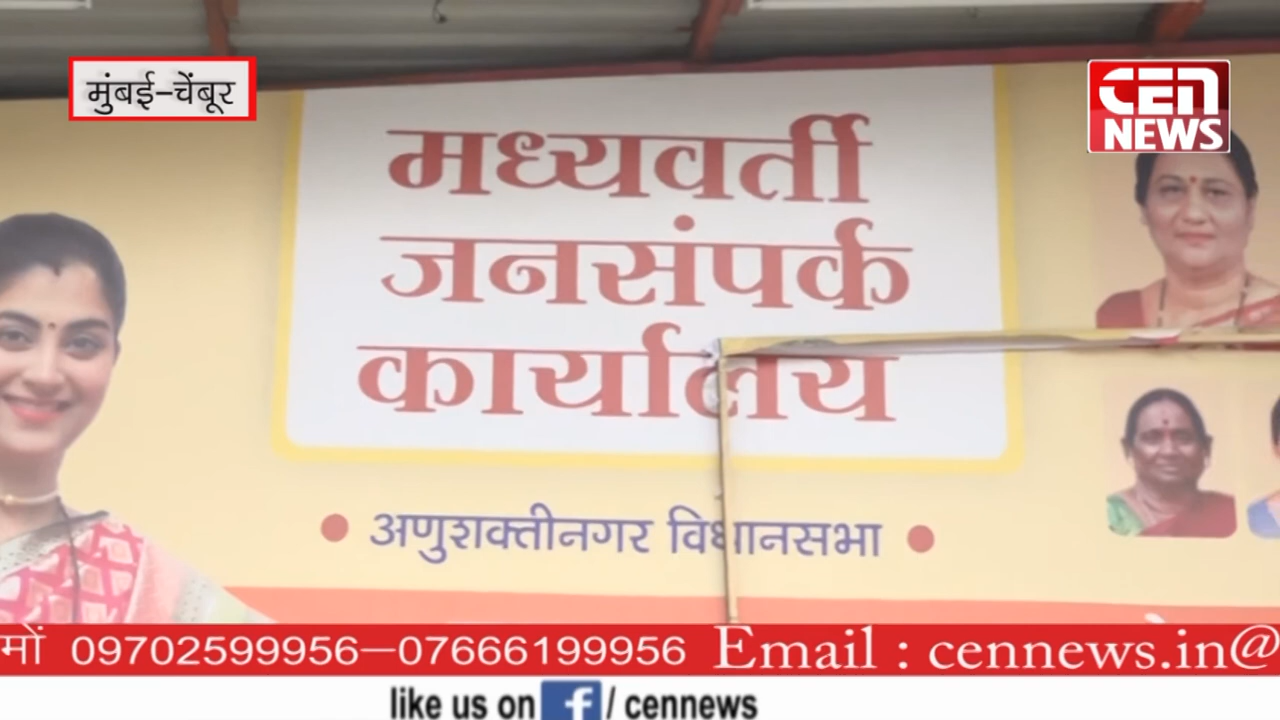 मुंबई-चेंबूर
CEN
NEWS
मध्यवर्ती
जनसंपर्क
कार्यालय
• अणुशक्तीनगर विधानसभा •
मों 09702599956-07666199956 Email : cennews.in@
like us on f / cennews